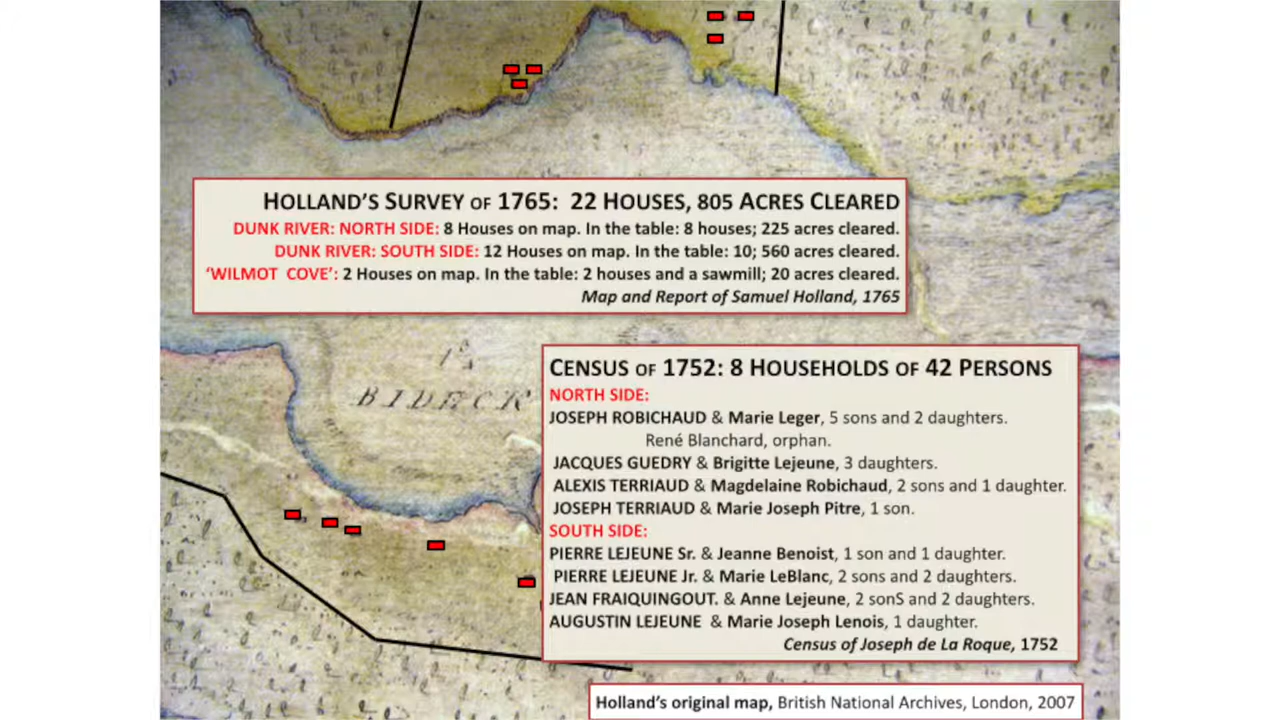 HOLLAND'S SURVEY OF 1765: 22 HOUSES, 805 ACRES CLEARED
DUNK RIVER: NORTH SIDE: 8 Houses on map. In the table: 8 houses; 225 acres cleared.
DUNK RIVER: SOUTH SIDE: 12 Houses on map. In the table: 10; 560 acres cleared.
'WILMOT COVE': 2 Houses on map. In the table: 2 houses and a sawmill; 20 acres cleared.
Map and Report of Samuel Holland, 1765
BIDECK
CENSUS OF 1752: 8 HOUSEHOLDS OF 42 PERSONS
NORTH SIDE:
JOSEPH ROBICHAUD & Marie Leger, 5 sons and 2 daughters.
René Blanchard, orphan.
JACQUES GUEDRY & Brigitte Lejeune, 3 daughters.
ALEXIS TERRIAUD & Magdelaine Robichaud, 2 sons and 1 daughter.
JOSEPH TERRIAUD & Marie Joseph Pitre, 1 son.
SOUTH SIDE:
PIERRE LEJEUNE Sr. & Jeanne Benoist, 1 son and 1 daughter.
PIERRE LEJEUNE Jr. & Marie LeBlanc, 2 sons and 2 daughters.
JEAN FRAIQUINGOUT. & Anne Lejeune, 2 sonS and 2 daughters.
AUGUSTIN LEJEUNE & Marie Joseph Lenois, 1 daughter.
Census of Joseph de La Roque, 1752
Holland's original map, British National Archives, London, 2007